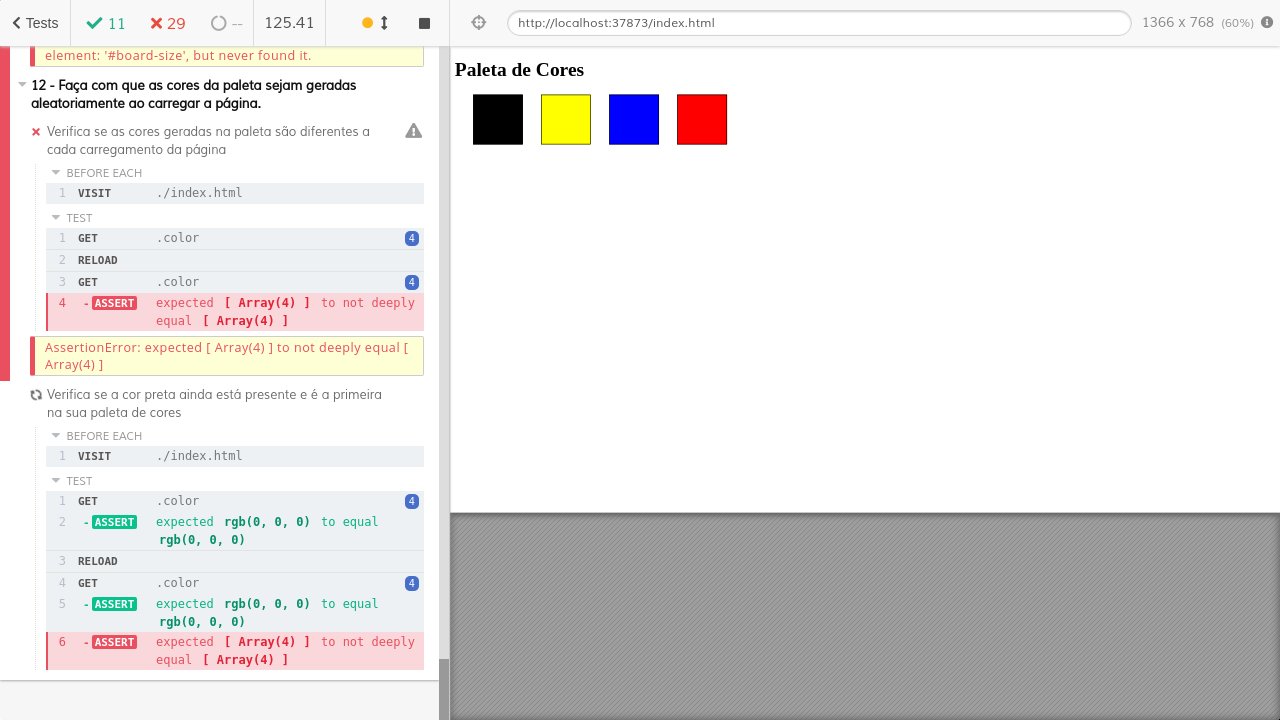 Tests
11
29
--
125.41
http://localhost:37873/index.html
1366 x 768 (60%)
element: '#board-size', but never found it.
12 - Faça com que as cores da paleta sejam geradas
aleatoriamente ao carregar a página.
Verifica se as cores geradas na paleta são diferentes a
cada carregamento da página
BEFORE EACH
1 VISIT ./index.html
TEST
1 GET .color 4
2 RELOAD
3 GET .color 4
4 -ASSERT expected [ Array(4) ] to not deeply
equal [ Array(4) ]
AssertionError: expected [ Array(4) ] to not deeply equal [
Array(4) ]
Verifica se a cor preta ainda está presente e é a primeira
na sua paleta de cores
BEFORE EACH
1 VISIT ./index.html
TEST
1 GET .color 4
2 -ASSERT expected rgb(0, 0, 0) to equal
rgb(0, 0, 0)
3 RELOAD
4 GET .color 4
5 -ASSERT expected rgb(0, 0, 0) to equal
rgb(0, 0, 0)
6 -ASSERT expected [ Array(4) ] to not deeply
equal [ Array(4) ]
Paleta de Cores